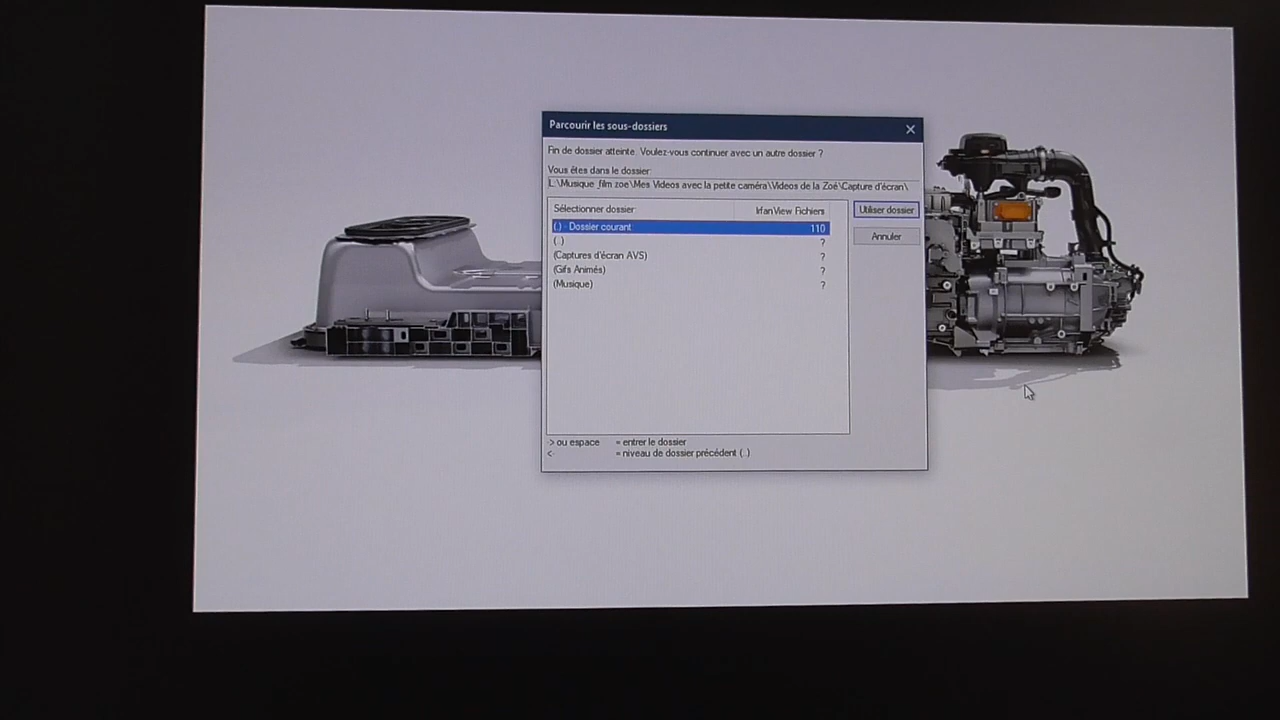 Parcourir les sous-dossiers
Fin de dossier atteinte. Voulez-vous continuer avec un autre dossier ?
Vous êtes dans le dossier:
L:\Musique_film zoe\Mes Videos avec la petite caméra\Videos de la Zoé\Capture d'écran\
Sélectionner dossier: IrfanView Fichiers
(.) - Dossier courant 110
(..) ?
(Captures d'écran AVS) ?
(Gifs Animés) ?
(Musique) ?
Utiliser dossier
Annuler
-> ou espace = entrer le dossier
<- = niveau de dossier précédent (..)